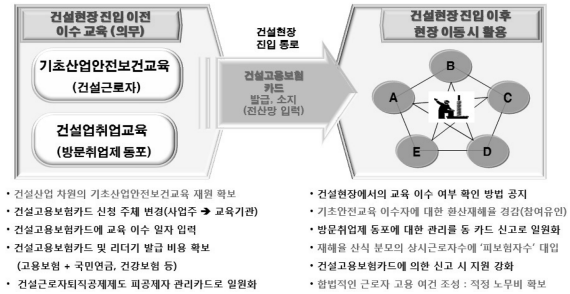 건설현장 진입 이전
이수 교육 (의무)
기초산업안전보건교육
(건설근로자)
건설업취업교육
(방문취업제 동포)
건설현장
진입 통로
건설고용보험
카드
발급, 소지
(전산망 입력)
건설현장 진입 이후
현장 이동 시 활용
B
A
C
E
D
• 건설산업 차원의 기초산업안전보건교육 재원 확보
• 건설고용보험카드 신청 주체 변경(사업주 ➔ 교육기관)
• 건설고용보험카드에 교육 이수 일자 입력
• 건설고용보험카드 및 리더기 발급 비용 확보
(고용보험 + 국민연금, 건강보험 등)
• 건설근로자퇴직공제제도 피공제자 관리카드로 일원화
• 건설현장에서의 교육 이수 여부 확인 방법 공지
• 기초안전교육 이수자에 대한 환산재해율 경감(참여유인)
• 방문취업제 동포에 대한 관리를 동 카드 신고로 일원화
• 재해율 산식 분모의 상시근로자수에 '피보험자수' 대입
• 건설고용보험카드에 의한 신고 시 지원 강화
• 합법적인 근로자 고용 여건 조성 : 적정 노무비 확보